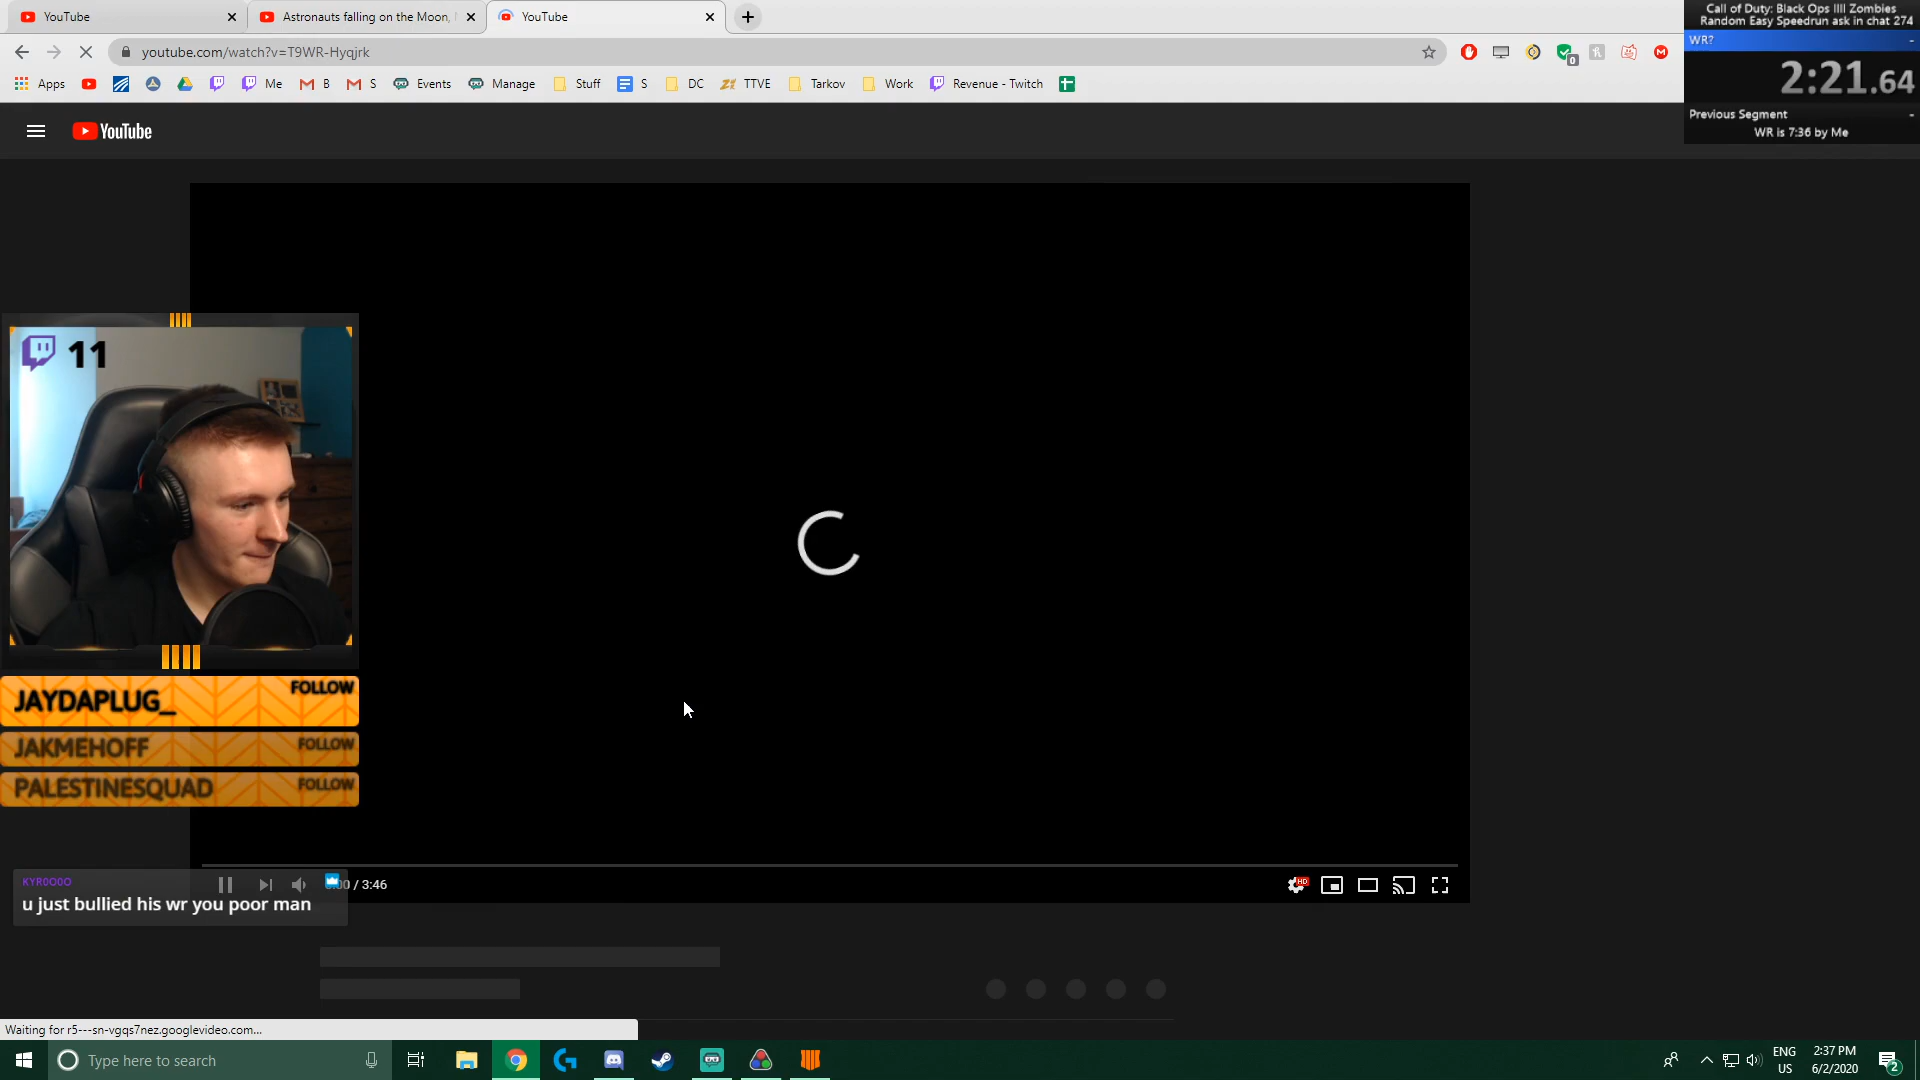 YouTube
Astronauts falling on the Moon,
YouTube
youtube.com/watch?v=T9WR-Hyqjrk
0
Apps
Me
B
S
Events
Manage
Stuff
S
DC
TTVE
Tarkov
Work
Revenue - Twitch
Call of Duty: Black Ops IIII Zombies
Random Easy Speedrun ask in chat 274
WR? -
2:21.64
Previous Segment -
WR is 7:36 by Me
YouTube
11
JAYDAPLUG_ FOLLOW
JAKMEHOFF FOLLOW
PALESTINESQUAD FOLLOW
KYR0O0O
u just bullied his wr you poor man
/ 3:46
HD
Waiting for r5---sn-vgqs7nez.googlevideo.com...
Type here to search
ENG
US
2:37 PM
6/2/2020
2